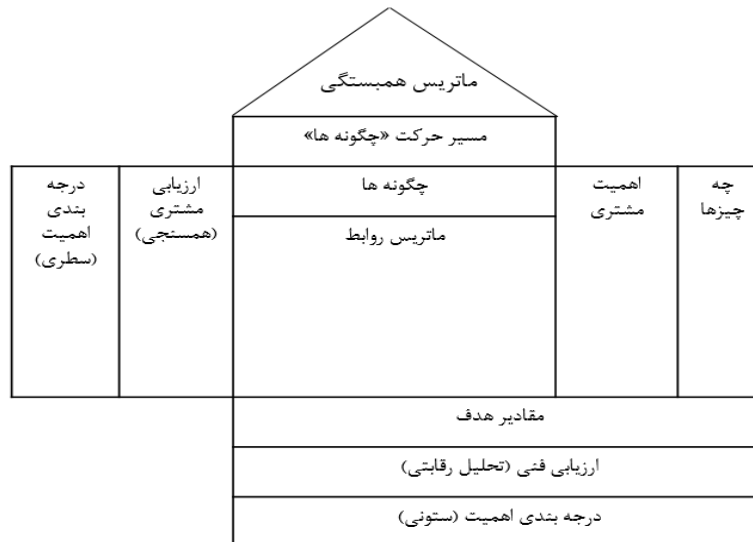 ماتریس همبستگی
مسیر حرکت «چگونه ها»
چه
چیزها
اهمیت
مشتری
چگونه ها
ارزیابی
مشتری
(همسنجی)
درجه
بندی
اهمیت
(سطری)
ماتریس روابط
مقادیر هدف
ارزیابی فنی (تحلیل رقابتی)
درجه بندی اهمیت (ستونی)